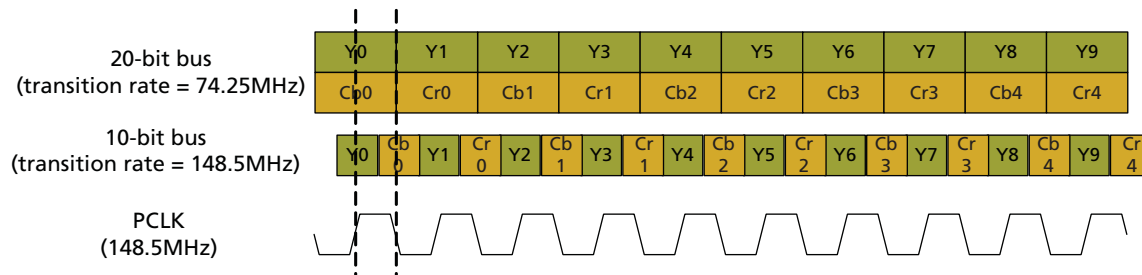 20-bit bus
(transition rate = 74.25MHz)
Y0 Y1 Y2 Y3 Y4 Y5 Y6 Y7 Y8 Y9
Cb0 Cr0 Cb1 Cr1 Cb2 Cr2 Cb3 Cr3 Cb4 Cr4
10-bit bus
(transition rate = 148.5MHz)
Y0 Cb 0 Y1 Cr 0 Y2 Cb 1 Y3 Cr 1 Y4 Cb 2 Y5 Cr 2 Y6 Cb 3 Y7 Cr 3 Y8 Cb 4 Y9 Cr 4
PCLK
(148.5MHz)